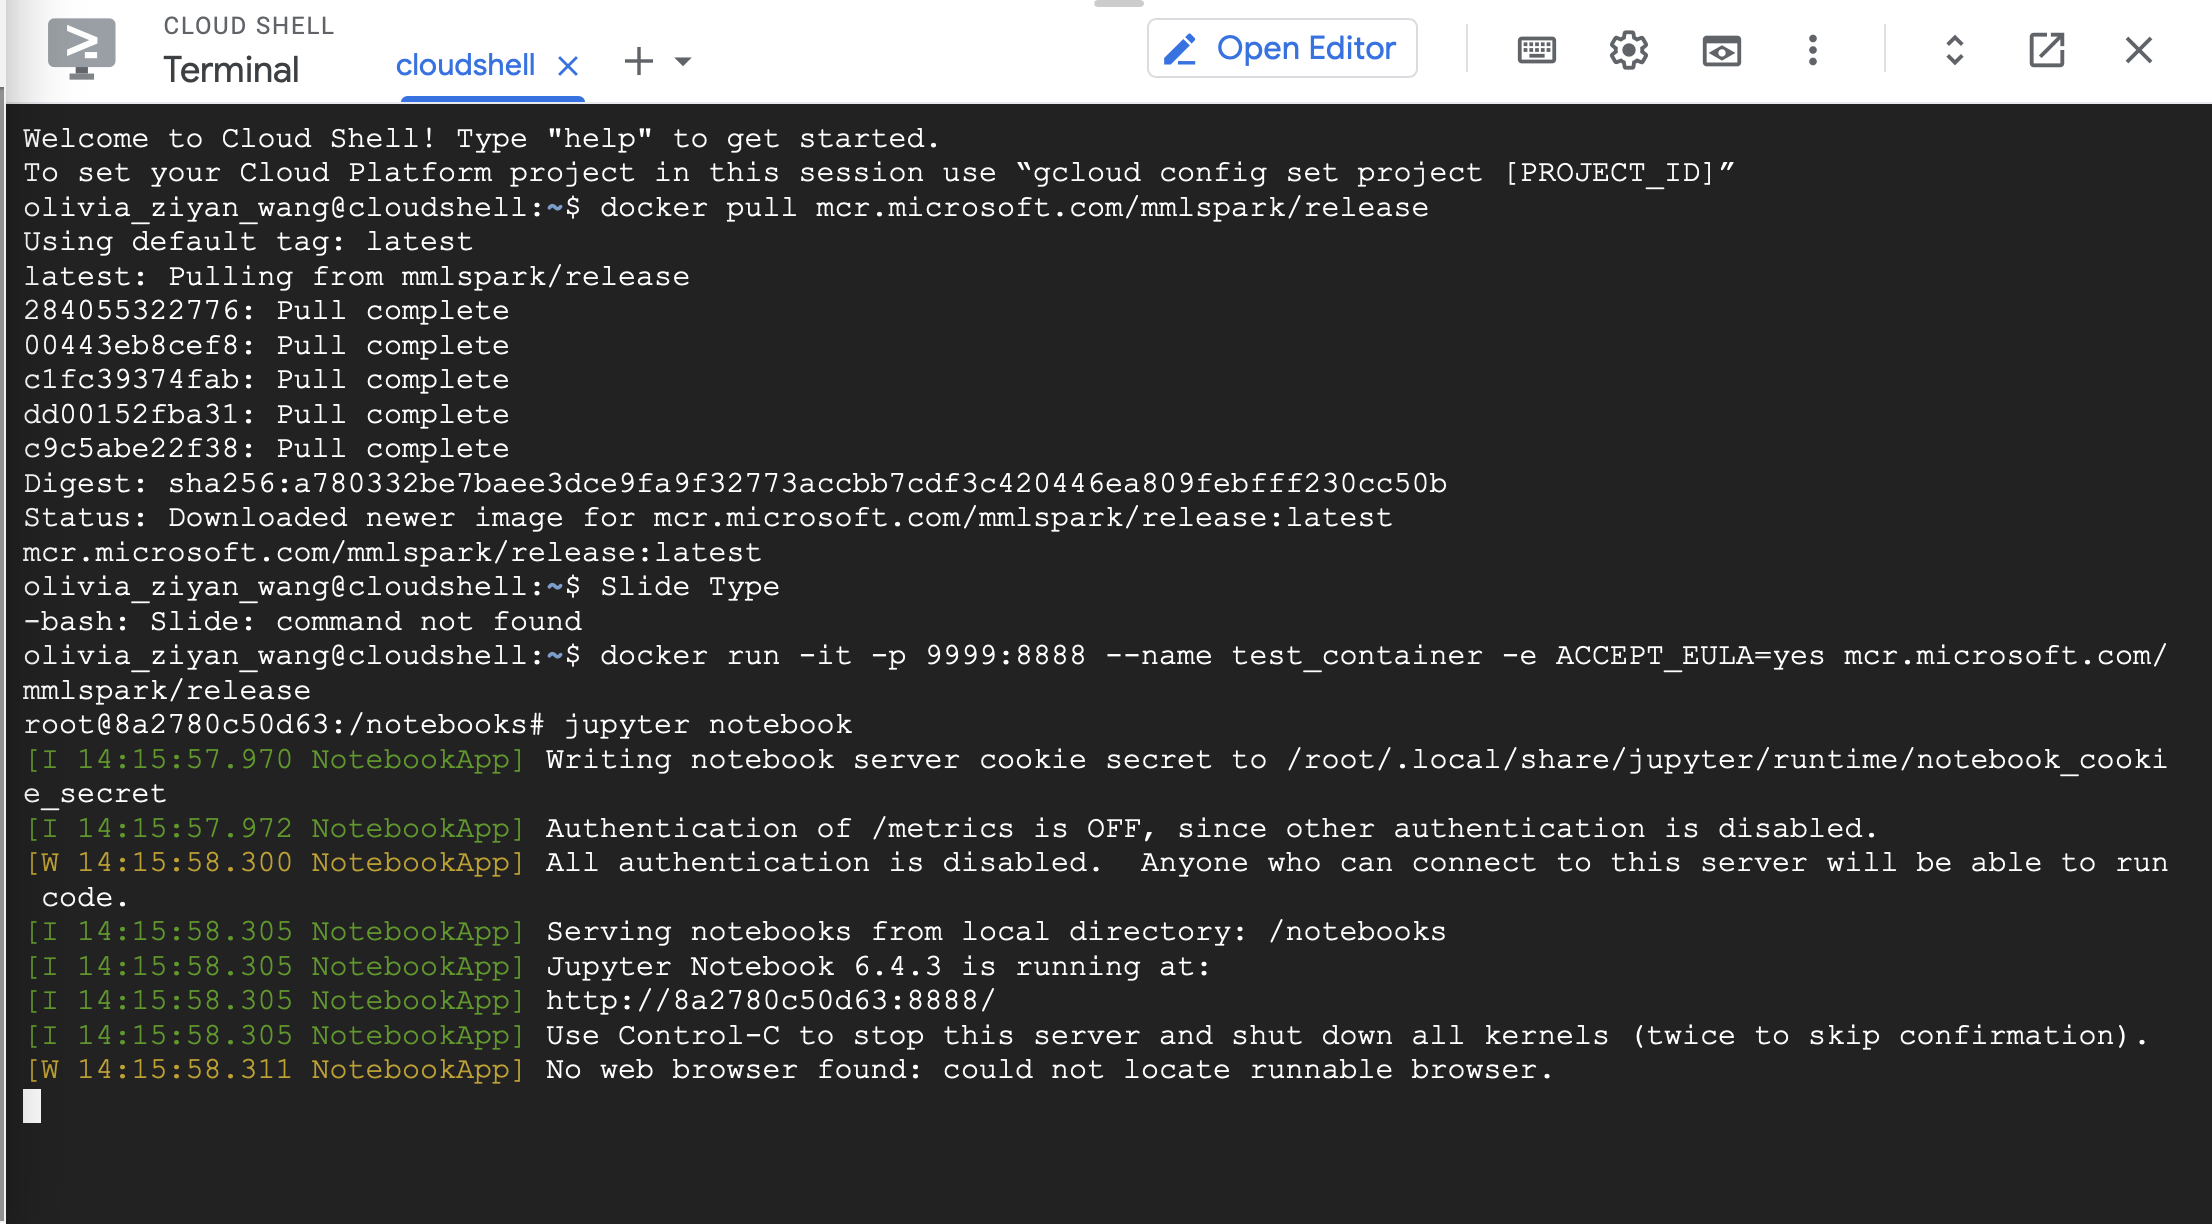 CLOUD SHELL
Terminal
cloudshell
Open Editor
Welcome to Cloud Shell! Type "help" to get started.
To set your Cloud Platform project in this session use “gcloud config set project [PROJECT_ID]”
olivia_ziyan_wang@cloudshell:~$ docker pull mcr.microsoft.com/mmlspark/release
Using default tag: latest
latest: Pulling from mmlspark/release
284055322776: Pull complete
00443eb8cef8: Pull complete
c1fc39374fab: Pull complete
dd00152fba31: Pull complete
c9c5abe22f38: Pull complete
Digest: sha256:a780332be7baee3dce9fa9f32773accbb7cdf3c420446ea809febfff230cc50b
Status: Downloaded newer image for mcr.microsoft.com/mmlspark/release:latest
mcr.microsoft.com/mmlspark/release:latest
olivia_ziyan_wang@cloudshell:~$ Slide Type
-bash: Slide: command not found
olivia_ziyan_wang@cloudshell:~$ docker run -it -p 9999:8888 --name test_container -e ACCEPT_EULA=yes mcr.microsoft.com/
mmlspark/release
root@8a2780c50d63:/notebooks# jupyter notebook
[I 14:15:57.970 NotebookApp] Writing notebook server cookie secret to /root/.local/share/jupyter/runtime/notebook_cooki
e_secret
[I 14:15:57.972 NotebookApp] Authentication of /metrics is OFF, since other authentication is disabled.
[W 14:15:58.300 NotebookApp] All authentication is disabled.  Anyone who can connect to this server will be able to run
 code.
[I 14:15:58.305 NotebookApp] Serving notebooks from local directory: /notebooks
[I 14:15:58.305 NotebookApp] Jupyter Notebook 6.4.3 is running at:
[I 14:15:58.305 NotebookApp] http://8a2780c50d63:8888/
[I 14:15:58.305 NotebookApp] Use Control-C to stop this server and shut down all kernels (twice to skip confirmation).
[W 14:15:58.311 NotebookApp] No web browser found: could not locate runnable browser.